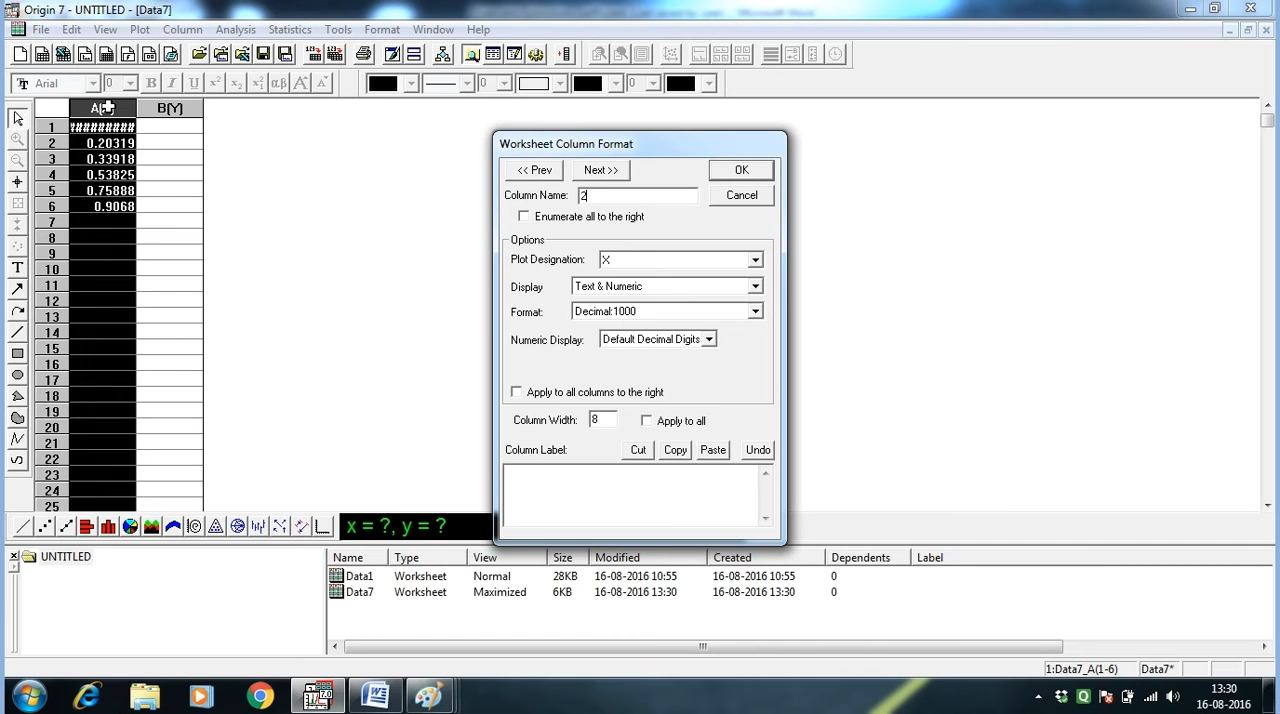 Origin 7 - UNTITLED - [Data7]
File Edit View Plot Column Analysis Statistics Tools Format Window Help
Arial 0 B I U x² x₂ αβ A A 0 0
B(Y)
1 #########
2 0.20319
3 0.33918
4 0.53825
5 0.75888
6 0.9068
7
8
9
10
11
12
13
14
15
16
17
18
19
20
21
22
23
24
25
Worksheet Column Format
<< Prev Next >> OK
Column Name: 2 Cancel
Enumerate all to the right
Options
Plot Designation: X
Display Text & Numeric
Format: Decimal:1000
Numeric Display: Default Decimal Digits
Apply to all columns to the right
Column Width: 8 Apply to all
Column Label: Cut Copy Paste Undo
x = ?, y = ?
UNTITLED
Name Type View Size Modified Created Dependents Label
Data1 Worksheet Normal 28KB 16-08-2016 10:55 16-08-2016 10:55 0
Data7 Worksheet Maximized 6KB 16-08-2016 13:30 16-08-2016 13:30 0
1:Data7_A(1-6) Data7*
13:30
16-08-2016